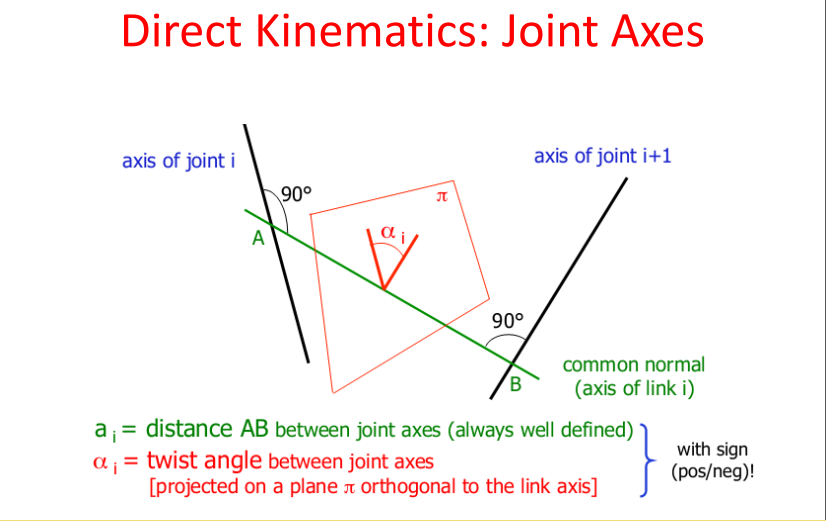 Direct Kinematics: Joint Axes
axis of joint i
axis of joint i+1
90°
π
α i
A
90°
B
common normal
(axis of link i)
a i = distance AB between joint axes (always well defined)
α i = twist angle between joint axes
[projected on a plane π orthogonal to the link axis]
with sign
(pos/neg)!